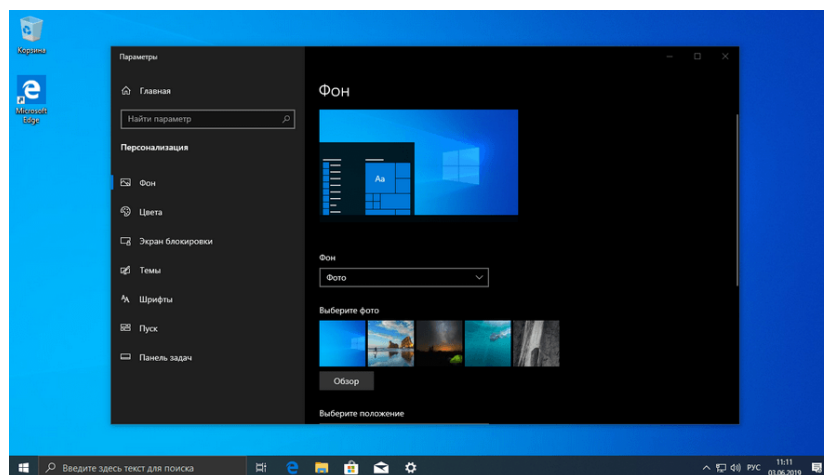 Корзина
Microsoft
Edge
Параметры
Главная
Найти параметр
Персонализация
Фон
Цвета
Экран блокировки
Темы
Шрифты
Пуск
Панель задач
Фон
Aa
Фон
Фото
Выберите фото
Обзор
Выберите положение
Введите здесь текст для поиска
РУС
11:11
03.06.2019